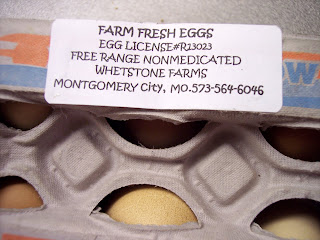 FARM FRESH EGGS
EGG LICENSE#R13023
FREE RANGE NONMEDICATED
WHETSTONE FARMS
MONTGOMERY CITY, MO.573-564-6046